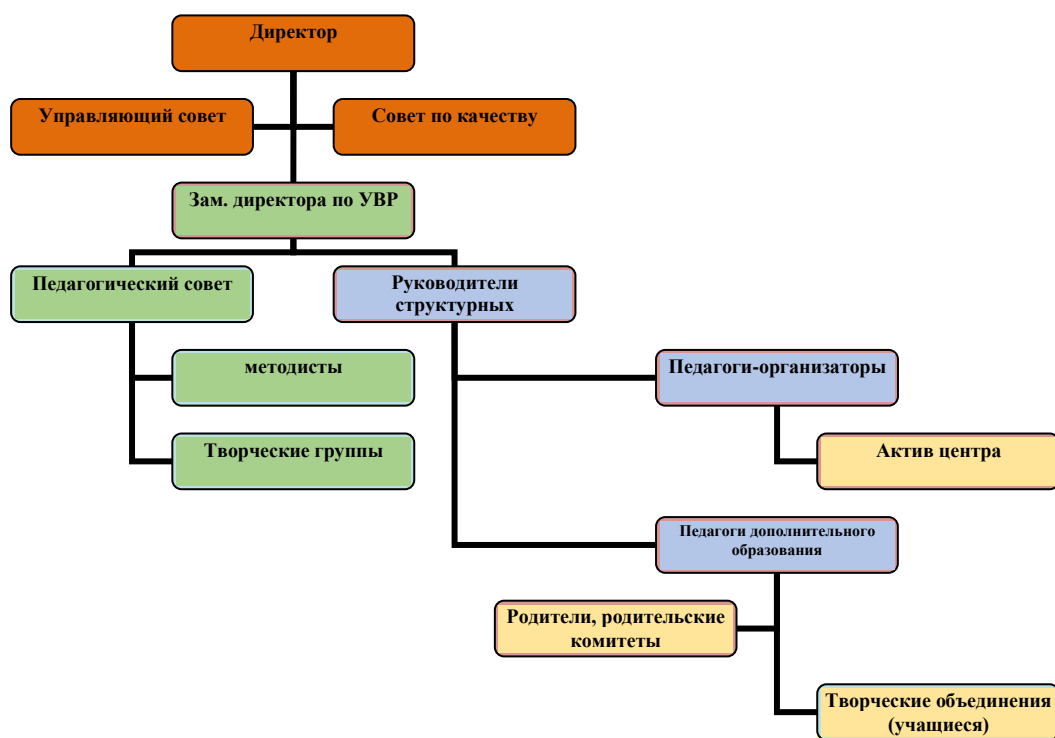 Директор
Управляющий совет
Совет по качеству
Зам. директора по УВР
Педагогический совет
Руководители
структурных
методисты
Педагоги-организаторы
Творческие группы
Актив центра
Педагоги дополнительного
образования
Родители, родительские
комитеты
Творческие объединения
(учащиеся)